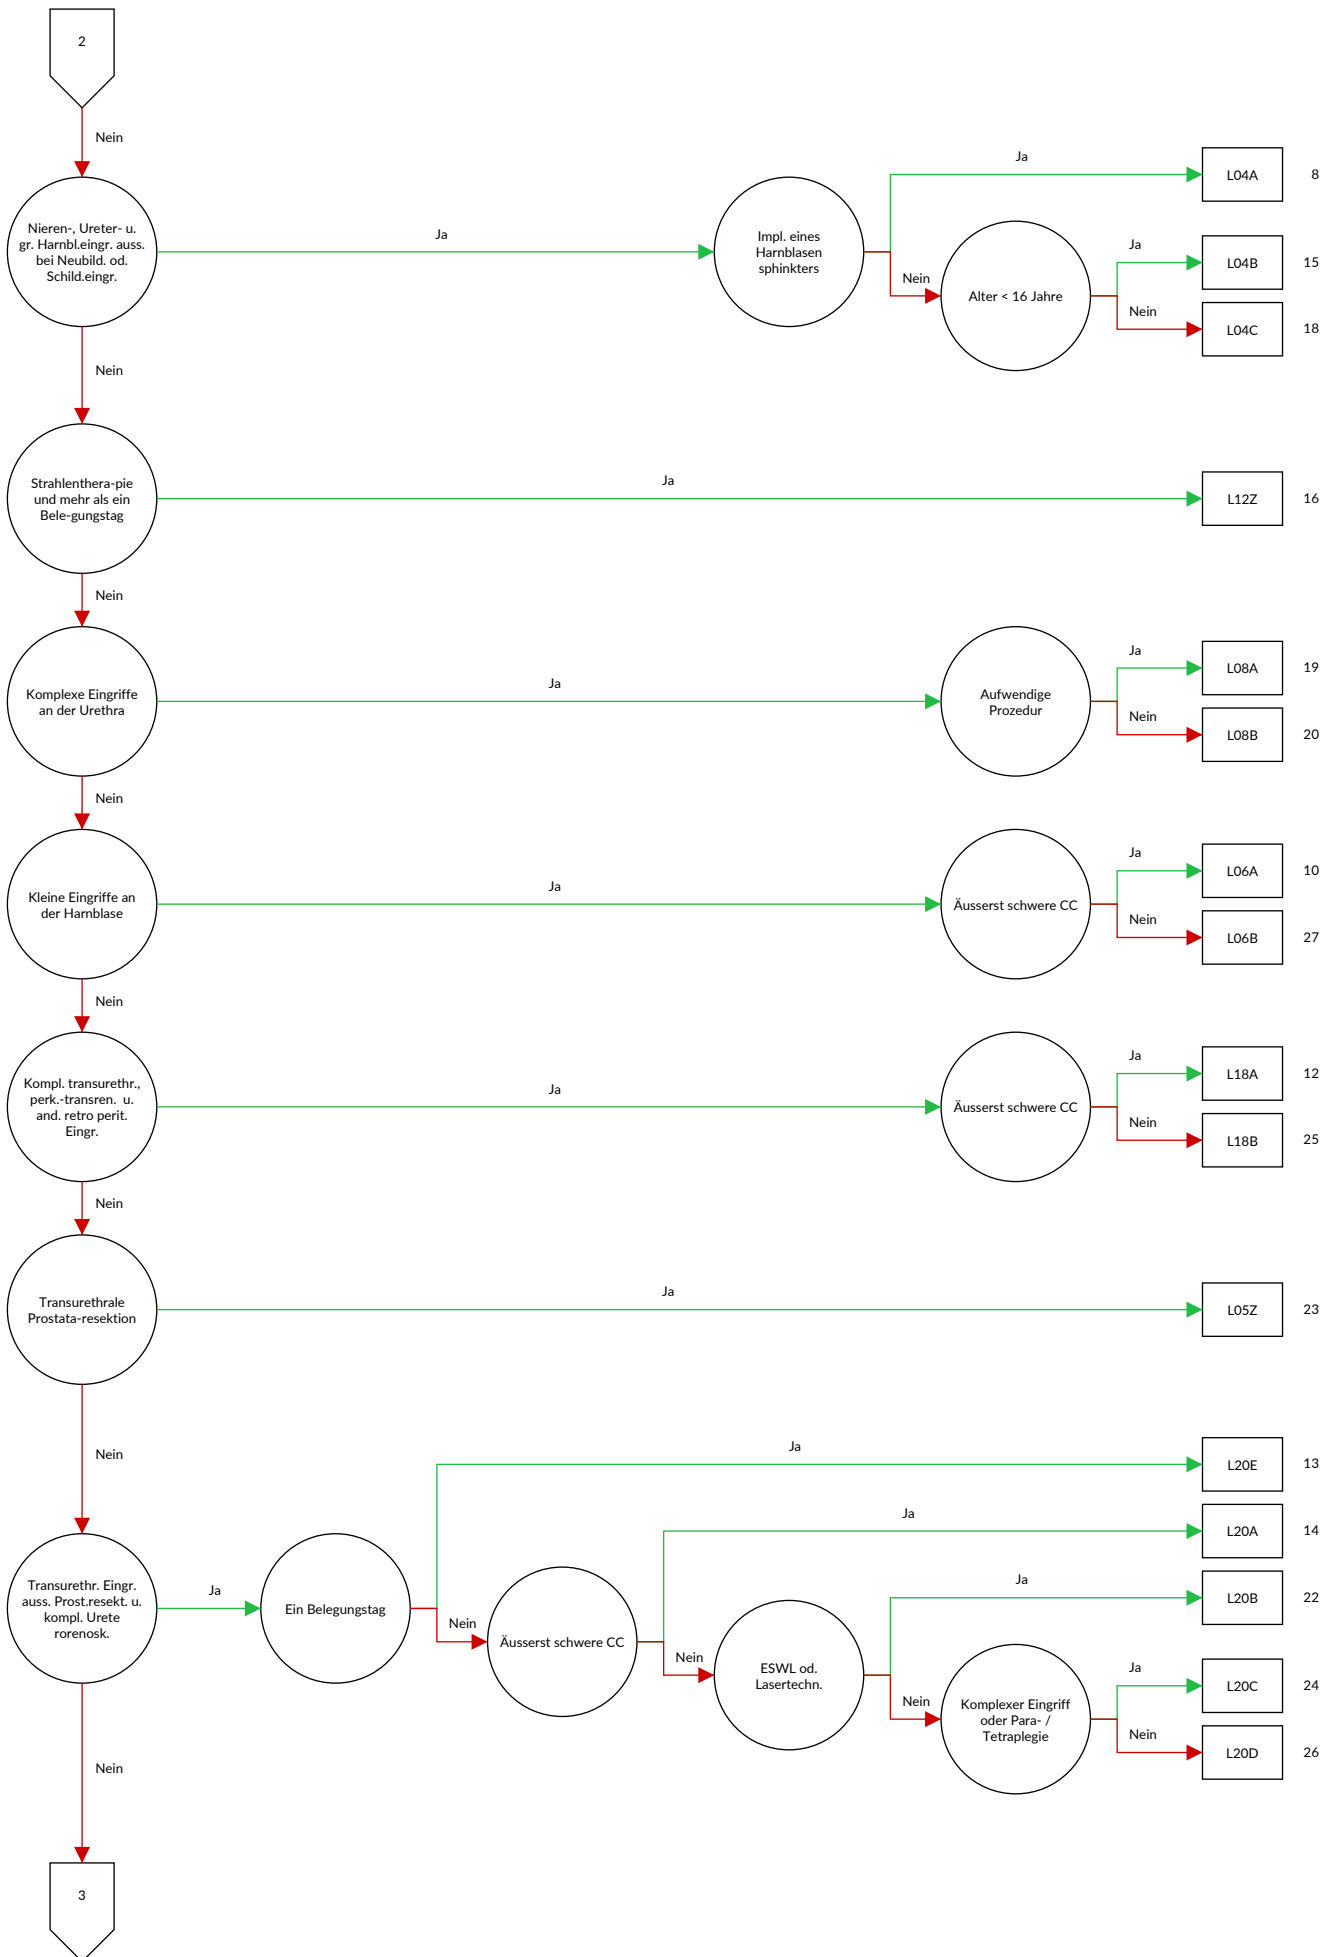 2
Nein
Nieren-, Ureter- u.
gr. Harnbl.eingr. auss.
bei Neubild. od.
Schild.eingr.
Ja
Impl. eines
Harnblasen
sphinkters
Ja
L04A
8
Nein
Alter < 16 Jahre
Ja
L04B
15
Nein
L04C
18
Nein
Strahlenthera-pie
und mehr als ein
Bele-gungstag
Ja
L12Z
16
Nein
Komplexe Eingriffe
an der Urethra
Ja
Aufwendige
Prozedur
Ja
L08A
19
Nein
L08B
20
Nein
Kleine Eingriffe an
der Harnblase
Ja
Äusserst schwere CC
Ja
L06A
10
Nein
L06B
27
Nein
Kompl. transurethr.,
perk.-transren. u.
and. retro perit.
Eingr.
Ja
Äusserst schwere CC
Ja
L18A
12
Nein
L18B
25
Nein
Transurethrale
Prostata-resektion
Ja
L05Z
23
Nein
Transurethr. Eingr.
auss. Prost.resekt. u.
kompl. Urete
rorenosk.
Ja
Ein Belegungstag
Ja
L20E
13
Nein
Äusserst schwere CC
Ja
L20A
14
Nein
ESWL od.
Lasertechn.
Ja
L20B
22
Nein
Komplexer Eingriff
oder Para- /
Tetraplegie
Ja
L20C
24
Nein
L20D
26
Nein
3